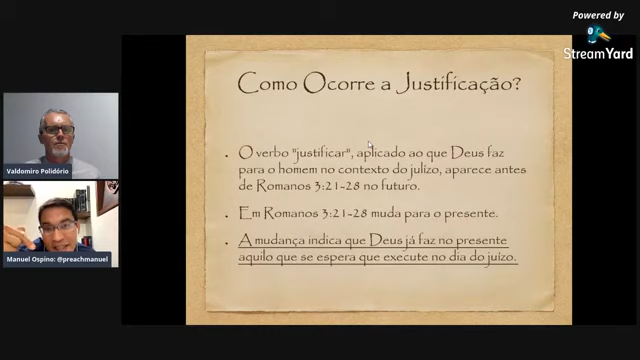 Powered by
StreamYard
Como Ocorre a Justificação?
O verbo "justificar", aplicado ao que Deus faz
para o homem no contexto do juízo, aparece antes
de Romanos 3:21-28 no futuro.
Em Romanos 3:21-28 muda para o presente.
A mudança indica que Deus já faz no presente
aquilo que se espera que execute no dia do juízo.
Valdomiro Polidório
Manuel Ospino: @preachmanuel